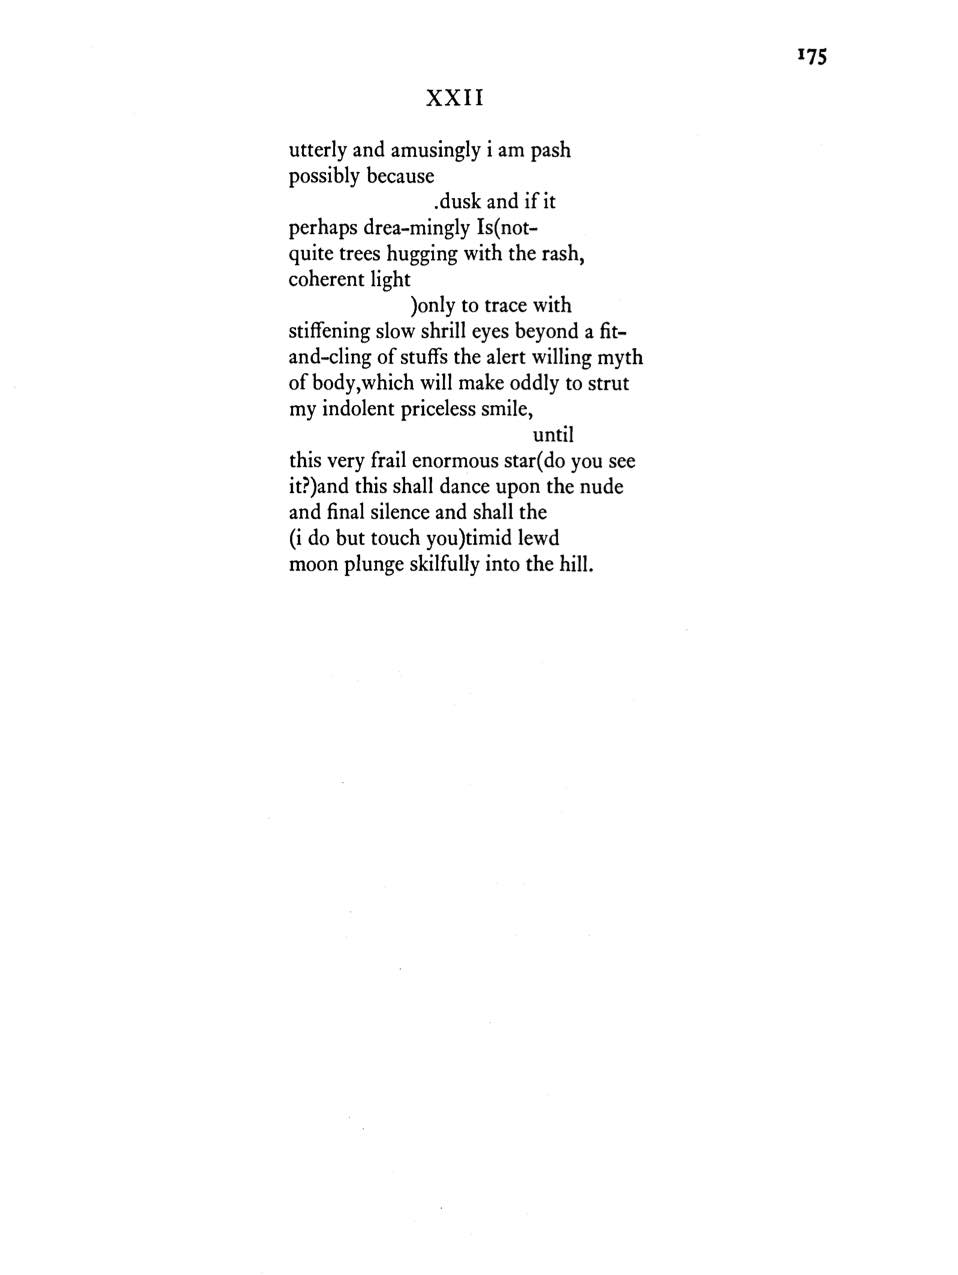 175
XXII
utterly and amusingly i am pash
possibly because
.dusk and if it
perhaps drea-mingly Is(not-
quite trees hugging with the rash,
coherent light
)only to trace with
stiffening slow shrill eyes beyond a fit-
and-cling of stuffs the alert willing myth
of body,which will make oddly to strut
my indolent priceless smile,
until
this very frail enormous star(do you see
it?)and this shall dance upon the nude
and final silence and shall the
(i do but touch you)timid lewd
moon plunge skilfully into the hill.